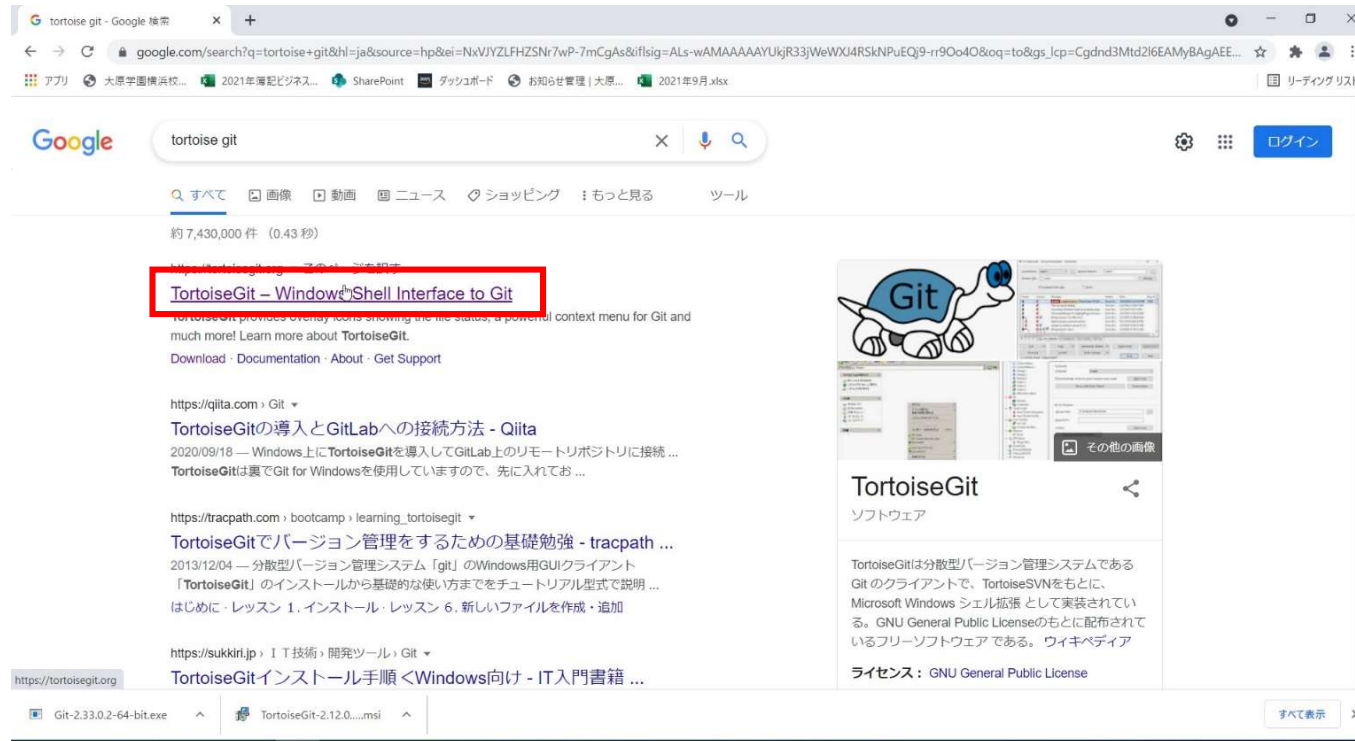 tortoise git - Google 検索
google.com/search?q=tortoise+git&hl=ja&source=hp&ei=NxVJYZLFHZSNr7wP-7mCgAs&iflsig=ALs-wAMAAAAAYUkjR33jWeWXJ4RSkNPuEQj9-rr9Oo4O&oq=to&gs_lcp=Cgdnd3Mtd2l6EAMyBAgAEE...
アプリ 大原学園横浜校... 2021年簿記ビジネス... SharePoint ダッシュボード お知らせ管理 | 大原... 2021年9月.xlsx リーディング リスト
Google tortoise git ログイン
すべて 画像 動画 ニュース ショッピング もっと見る ツール
約 7,430,000 件 (0.43 秒)
https://tortoisegit.org このページを訳す
TortoiseGit – Windows Shell Interface to Git
TortoiseGit provides overlay icons showing the file status, a powerful context menu for Git and
much more! Learn more about TortoiseGit.
Download · Documentation · About · Get Support
https://qiita.com › Git
TortoiseGitの導入とGitLabへの接続方法 - Qiita
2020/09/18 — Windows上にTortoiseGitを導入してGitLab上のリモートリポジトリに接続 ...
TortoiseGitは裏でGit for Windowsを使用していますので、先に入れてお ...
https://tracpath.com › bootcamp › learning_tortoisegit
TortoiseGitでバージョン管理をするための基礎勉強 - tracpath ...
2013/12/04 — 分散型バージョン管理システム「git」のWindows用GUIクライアント
「TortoiseGit」のインストールから基礎的な使い方までをチュートリアル型式で説明 ...
はじめに · レッスン 1. インストール · レッスン 6. 新しいファイルを作成・追加
https://sukkiri.jp › ＩＴ技術 › 開発ツール › Git
TortoiseGitインストール手順 <Windows向け - IT入門書籍 ...
Git
その他の画像
TortoiseGit
ソフトウェア
TortoiseGitは分散型バージョン管理システムである
Git のクライアントで、TortoiseSVNをもとに、
Microsoft Windows シェル拡張 として実装されてい
る。GNU General Public Licenseのもとに配布されて
いるフリーソフトウェア である。 ウィキペディア
ライセンス： GNU General Public License
https://tortoisegit.org
Git-2.33.0.2-64-bit.exe TortoiseGit-2.12.0....msi すべて表示